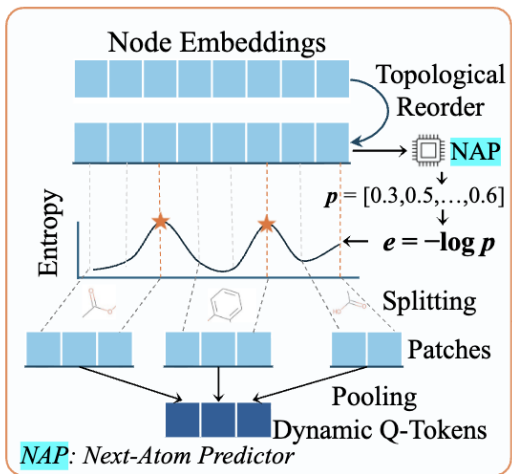 Node Embeddings
Topological
Reorder
NAP
p = [0.3,0.5,…,0.6]
e = −log p
Entropy
Splitting
Patches
Pooling
Dynamic Q-Tokens
NAP: Next-Atom Predictor